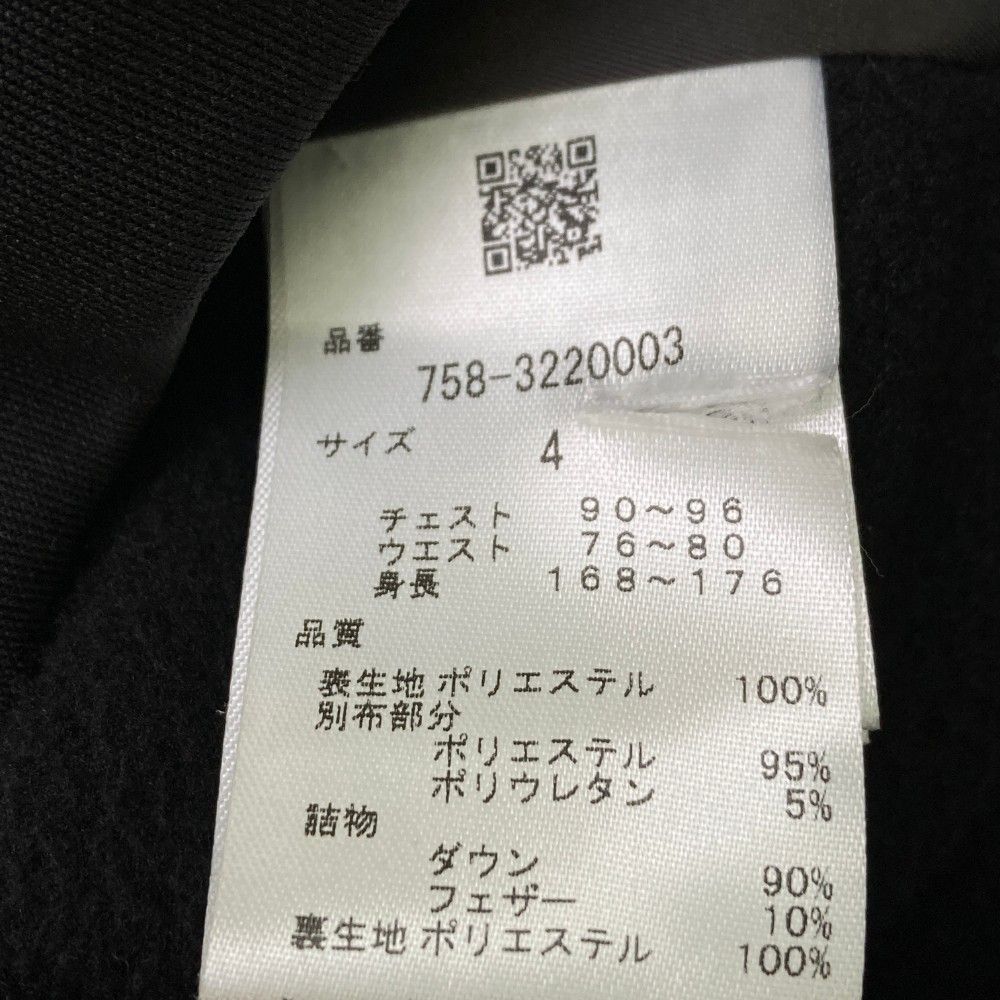 品番
758-3220003
サイズ 4
チェスト 90～96
ウエスト 76～80
身長 168～176
品質
表生地 ポリエステル 100%
別布部分
ポリエステル 95%
ポリウレタン 5%
詰物
ダウン 90%
フェザー 10%
裏生地 ポリエステル 100%